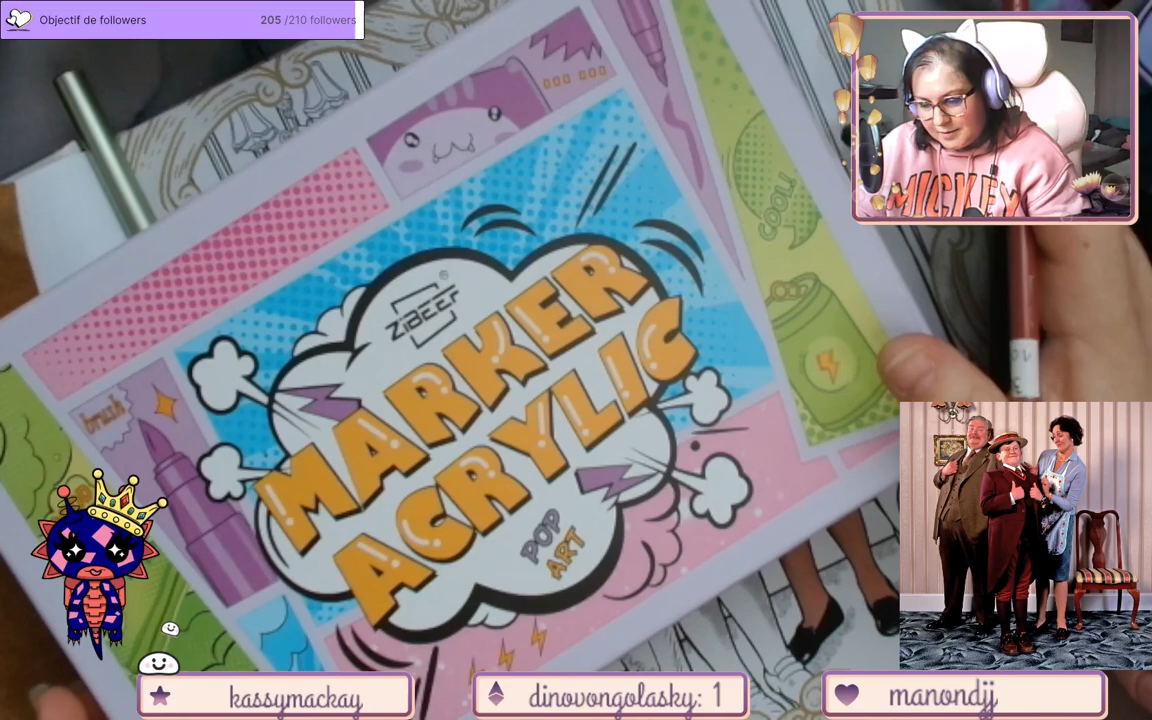 Objectif de followers
205 / 210 followers
MICKEY
COOL!
ZIBEEF
®
MARKER
ACRYLIC
POP
ART
brush
kassymackay
dinovongolasky: 1
manondjj